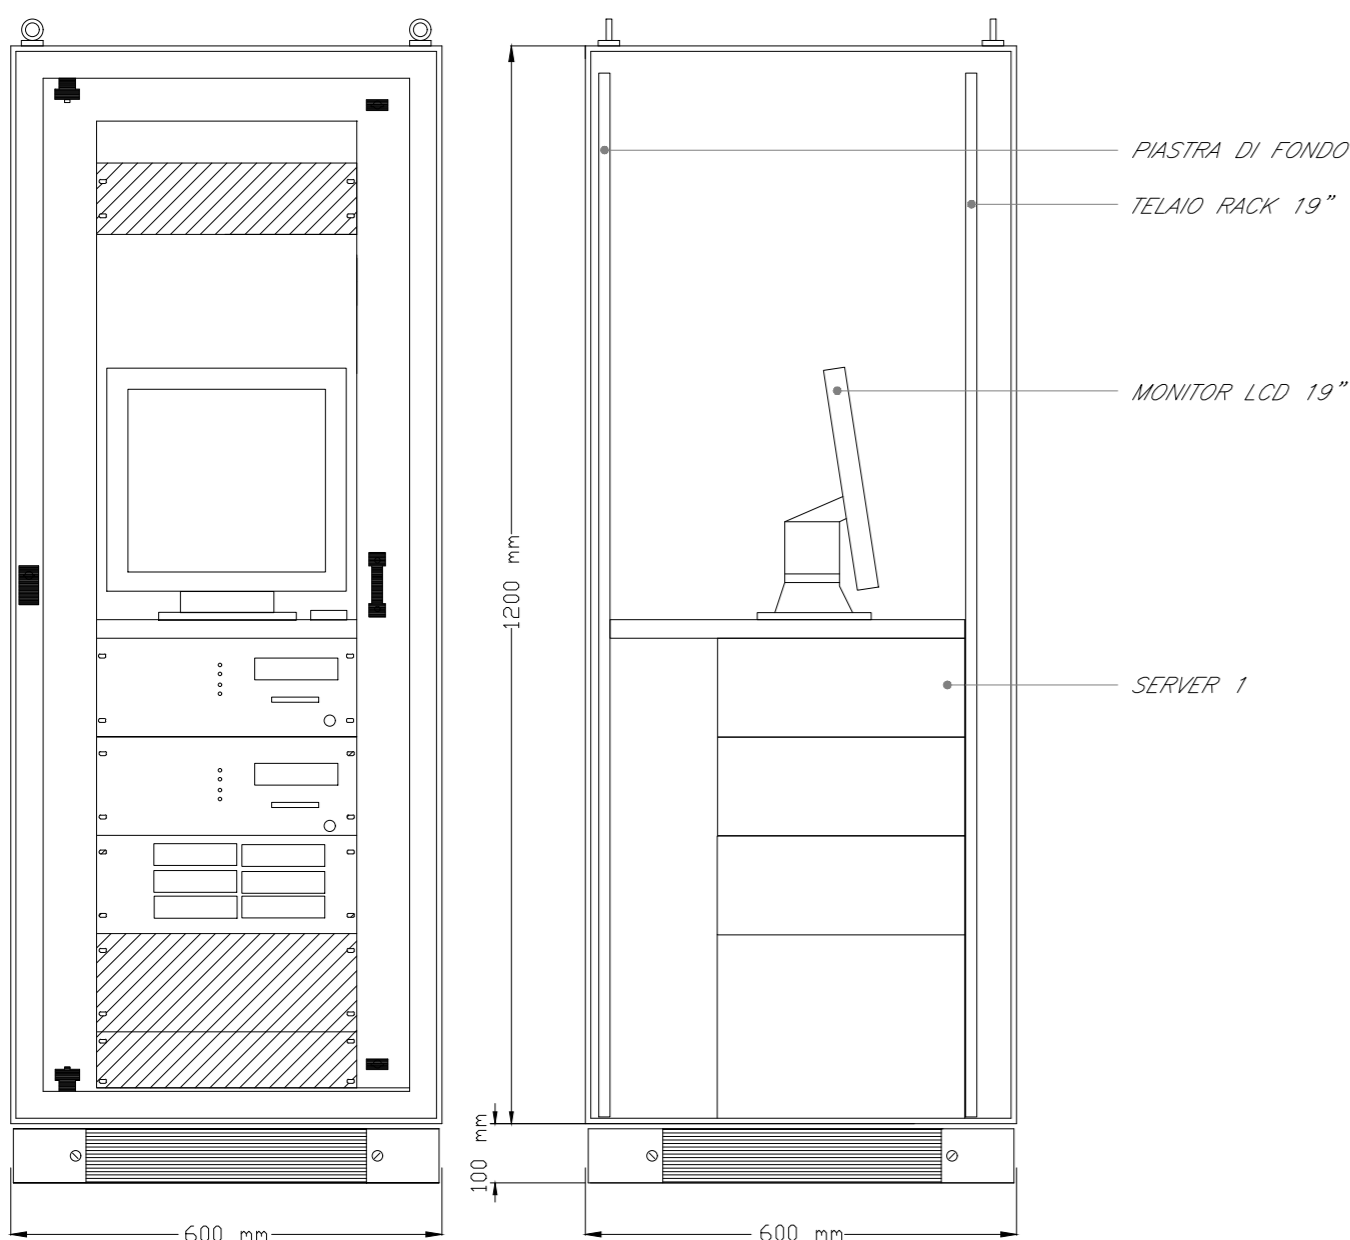 PIASTRA DI FONDO
TELAIO RACK 19”
MONITOR LCD 19”
1200 mm
SERVER 1
100 mm
600 mm
600 mm